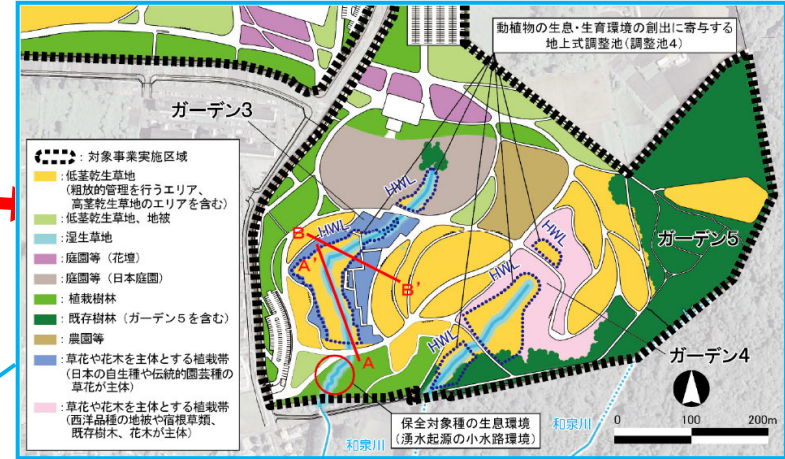 動植物の生息・生育環境の創出に寄与する
地上式調整池(調整池4)
ガーデン3
:対象事業実施区域
:低茎乾生草地
(粗放的管理を行うエリア、
高茎乾生草地のエリアを含む)
:低茎乾生草地、地被
:湿生草地
:庭園等(花壇)
:庭園等(日本庭園)
:植栽樹林
:既存樹林(ガーデン5を含む)
:農園等
:草花や花木を主体とする植栽帯
(日本の自生種や伝統的園芸種の
草花が主体)
:草花や花木を主体とする植栽帯
(西洋品種の地被や宿根草類、
既存樹木、花木が主体)
HWL
HWL
B
A'
B'
A
HWL
HWL
HWL
ガーデン5
ガーデン4
保全対象種の生息環境
(湧水起源の小水路環境)
和泉川
和泉川
0 100 200m